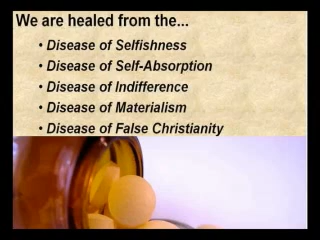 We are healed from the...
• Disease of Selfishness
• Disease of Self-Absorption
• Disease of Indifference
• Disease of Materialism
• Disease of False Christianity